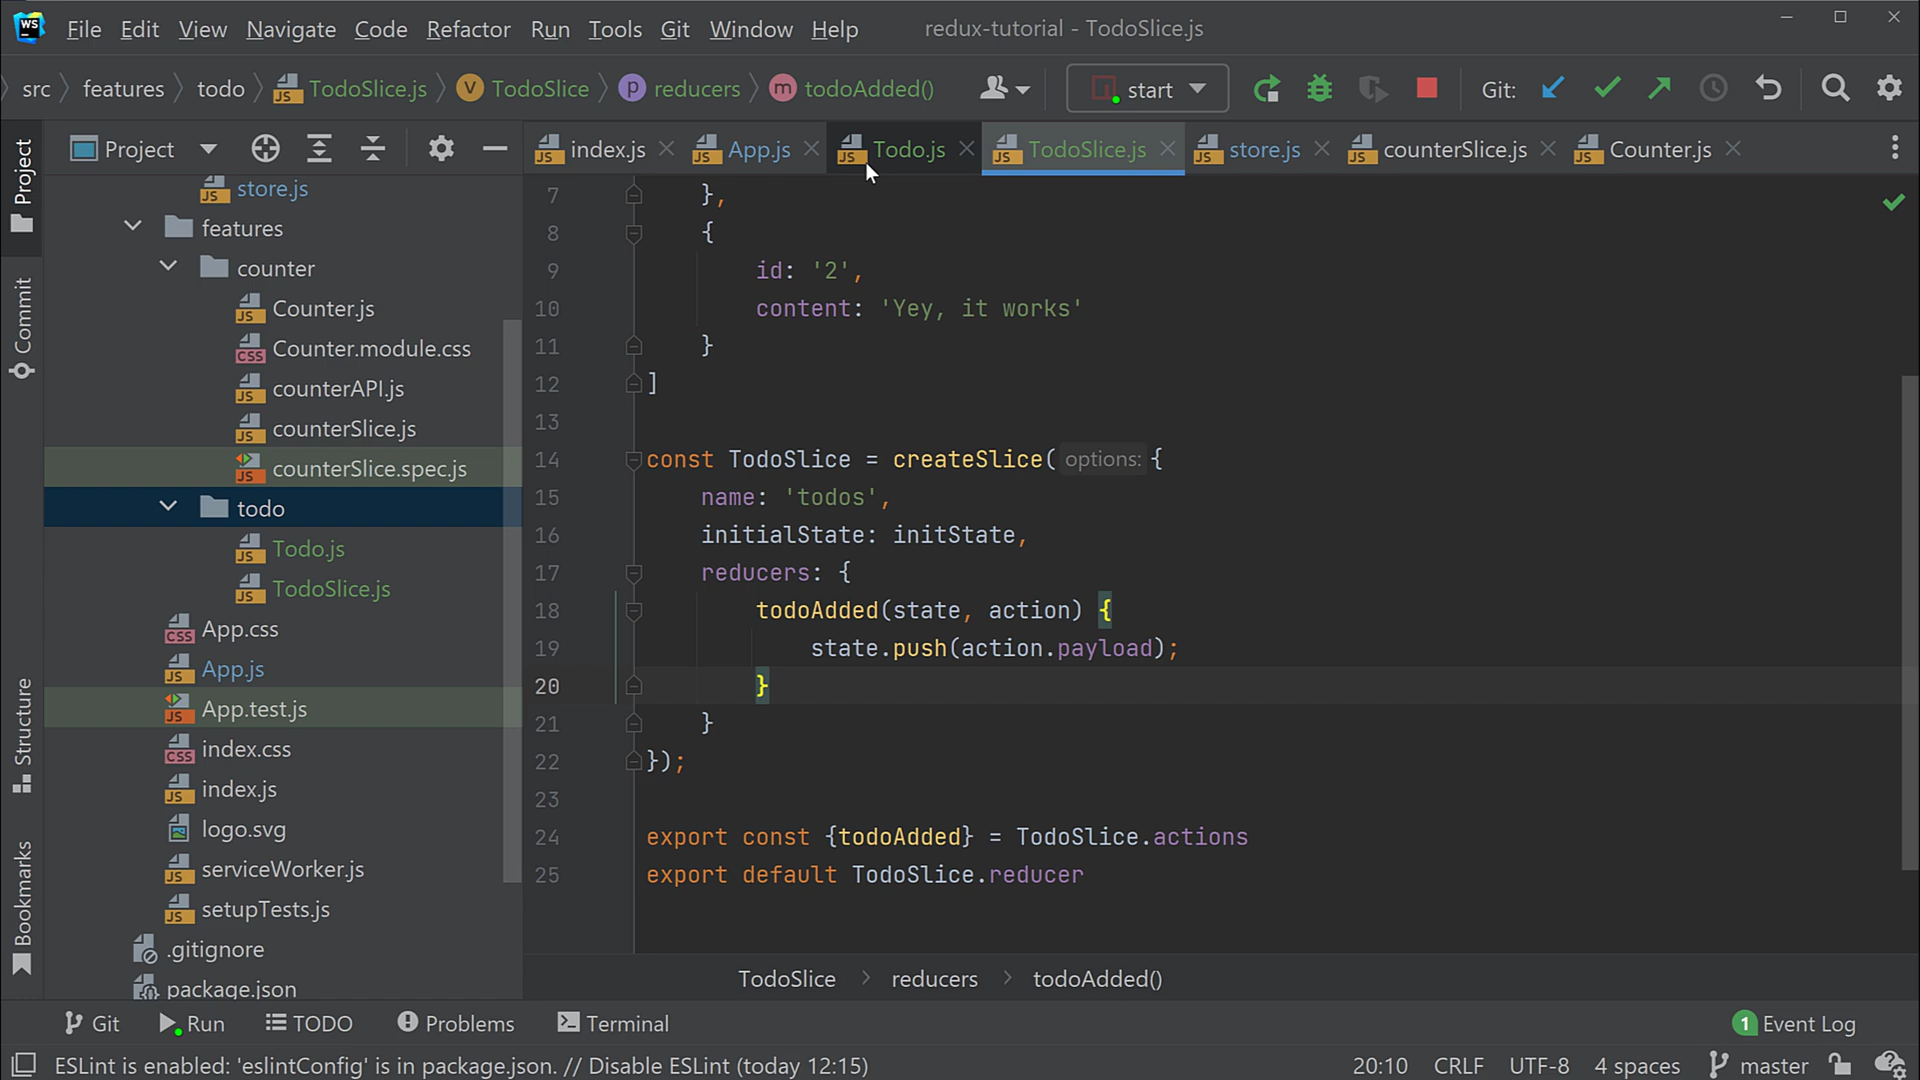 WS File Edit View Navigate Code Refactor Run Tools Git Window Help redux-tutorial - TodoSlice.js
src features todo TodoSlice.js V TodoSlice p reducers m todoAdded() start Git:
Project
index.js App.js Todo.js TodoSlice.js store.js counterSlice.js Counter.js
Project
Commit
Structure
Bookmarks
store.js
features
counter
Counter.js
Counter.module.css
counterAPI.js
counterSlice.js
counterSlice.spec.js
todo
Todo.js
TodoSlice.js
App.css
App.js
App.test.js
index.css
index.js
logo.svg
serviceWorker.js
setupTests.js
.gitignore
package.json
7 },
8 {
9 id: '2',
10 content: 'Yey, it works'
11 }
12 ]
13
14 const TodoSlice = createSlice( options: {
15 name: 'todos',
16 initialState: initState,
17 reducers: {
18 todoAdded(state, action) {
19 state.push(action.payload);
20 }
21 }
22 });
23
24 export const {todoAdded} = TodoSlice.actions
25 export default TodoSlice.reducer
TodoSlice reducers todoAdded()
Git Run TODO Problems Terminal 1 Event Log
ESLint is enabled: 'eslintConfig' is in package.json. // Disable ESLint (today 12:15) 20:10 CRLF UTF-8 4 spaces master